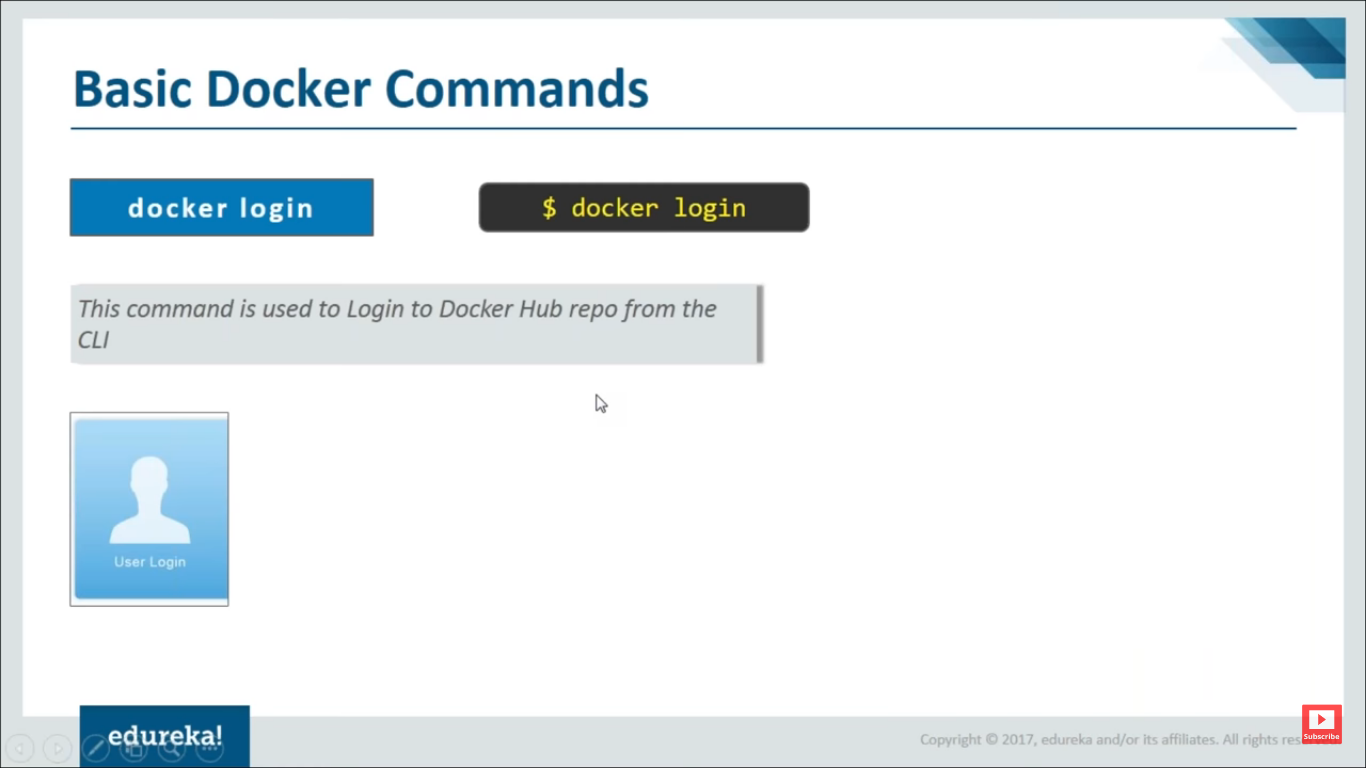 Basic Docker Commands
docker login
$ docker login
This command is used to Login to Docker Hub repo from the
CLI
User Login
edureka!
Copyright © 2017, edureka and/or its affiliates. All rights
Subscribe